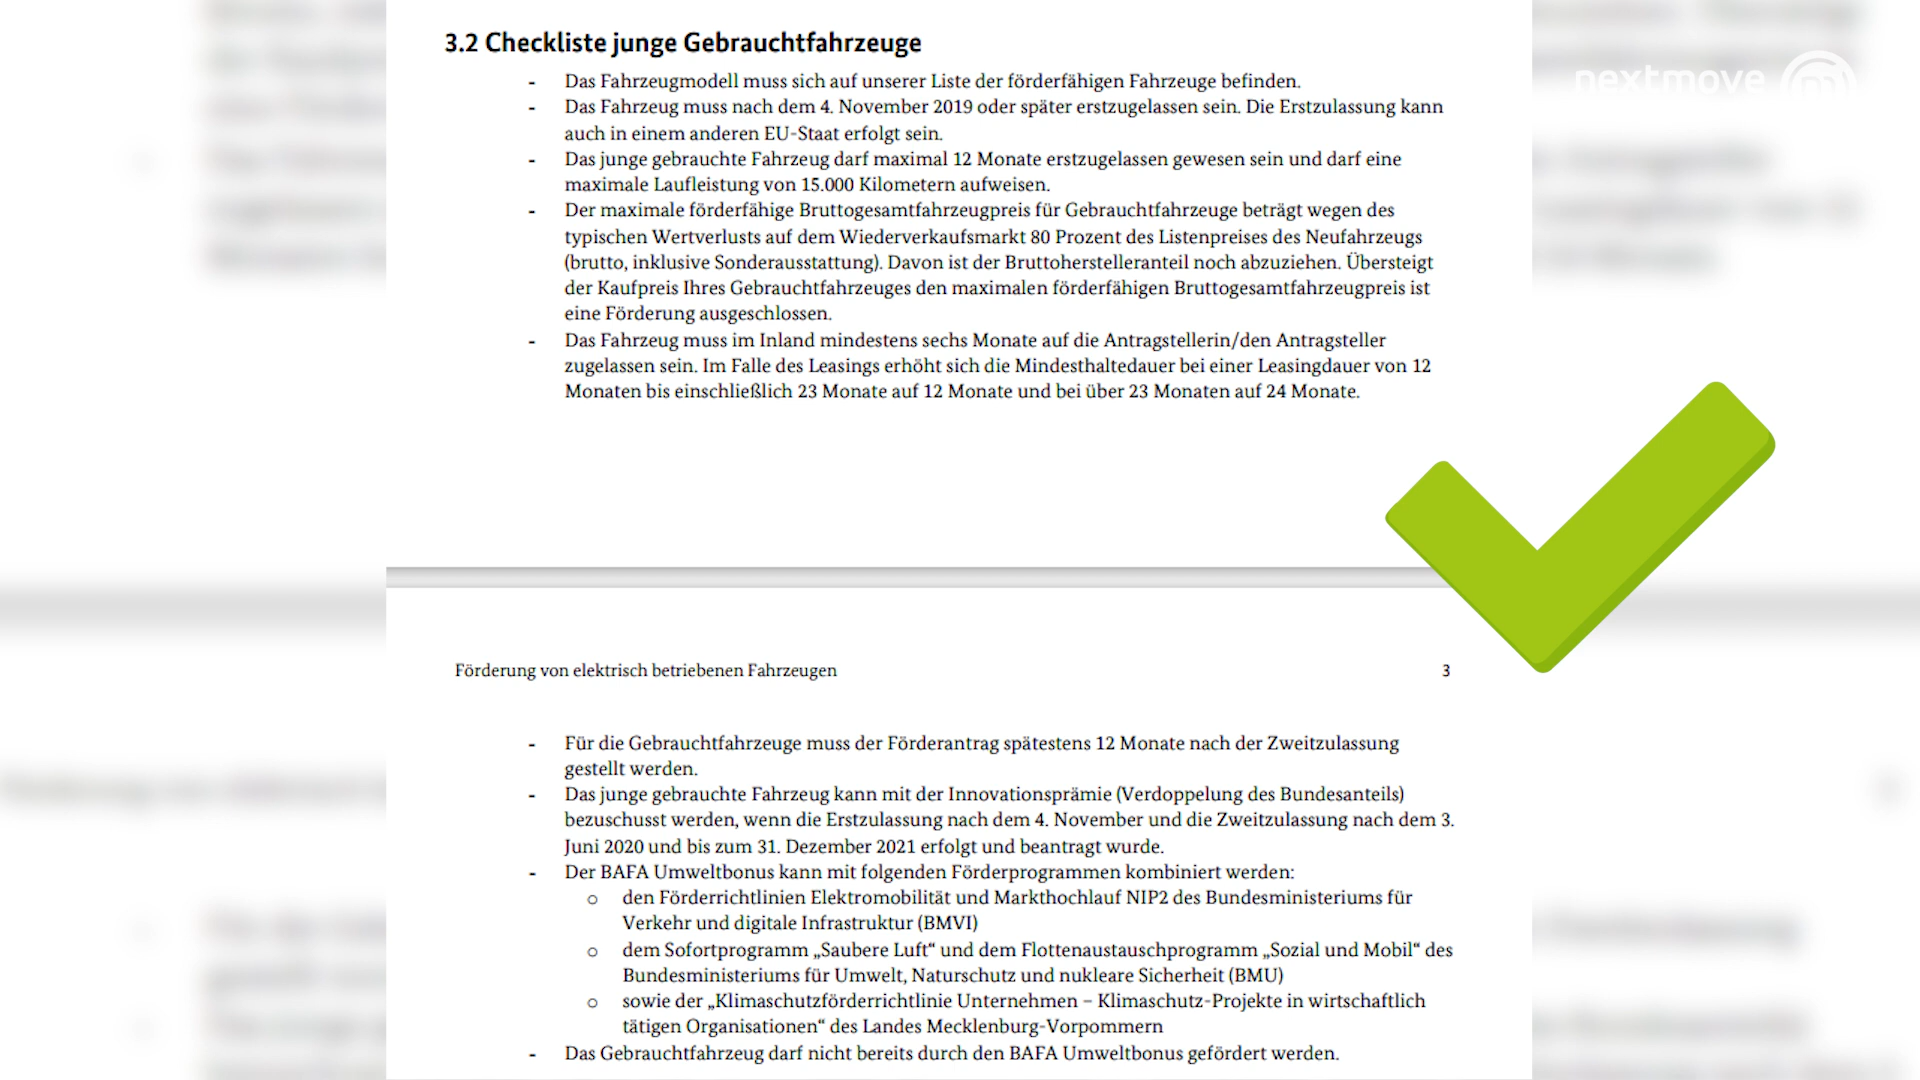 3.2 Checkliste junge Gebrauchtfahrzeuge
nextmove
- Das Fahrzeugmodell muss sich auf unserer Liste der förderfähigen Fahrzeuge befinden.
- Das Fahrzeug muss nach dem 4. November 2019 oder später erstzugelassen sein. Die Erstzulassung kann
auch in einem anderen EU-Staat erfolgt sein.
- Das junge gebrauchte Fahrzeug darf maximal 12 Monate erstzugelassen gewesen sein und darf eine
maximale Laufleistung von 15.000 Kilometern aufweisen.
- Der maximale förderfähige Bruttogesamtfahrzeugpreis für Gebrauchtfahrzeuge beträgt wegen des
typischen Wertverlusts auf dem Wiederverkaufsmarkt 80 Prozent des Listenpreises des Neufahrzeugs
(brutto, inklusive Sonderausstattung). Davon ist der Bruttoherstelleranteil noch abzuziehen. Übersteigt
der Kaufpreis Ihres Gebrauchtfahrzeuges den maximalen förderfähigen Bruttogesamtfahrzeugpreis ist
eine Förderung ausgeschlossen.
- Das Fahrzeug muss im Inland mindestens sechs Monate auf die Antragstellerin/den Antragsteller
zugelassen sein. Im Falle des Leasings erhöht sich die Mindesthaltedauer bei einer Leasingdauer von 12
Monaten bis einschließlich 23 Monate auf 12 Monate und bei über 23 Monaten auf 24 Monate.
Förderung von elektrisch betriebenen Fahrzeugen 3
- Für die Gebrauchtfahrzeuge muss der Förderantrag spätestens 12 Monate nach der Zweitzulassung
gestellt werden.
- Das junge gebrauchte Fahrzeug kann mit der Innovationsprämie (Verdoppelung des Bundesanteils)
bezuschusst werden, wenn die Erstzulassung nach dem 4. November und die Zweitzulassung nach dem 3.
Juni 2020 und bis zum 31. Dezember 2021 erfolgt und beantragt wurde.
- Der BAFA Umweltbonus kann mit folgenden Förderprogrammen kombiniert werden:
o den Förderrichtlinien Elektromobilität und Markthochlauf NIP2 des Bundesministeriums für
Verkehr und digitale Infrastruktur (BMVI)
o dem Sofortprogramm „Saubere Luft“ und dem Flottenaustauschprogramm „Sozial und Mobil“ des
Bundesministeriums für Umwelt, Naturschutz und nukleare Sicherheit (BMU)
o sowie der „Klimaschutzförderrichtlinie Unternehmen – Klimaschutz-Projekte in wirtschaftlich
tätigen Organisationen“ des Landes Mecklenburg-Vorpommern
- Das Gebrauchtfahrzeug darf nicht bereits durch den BAFA Umweltbonus gefördert werden.